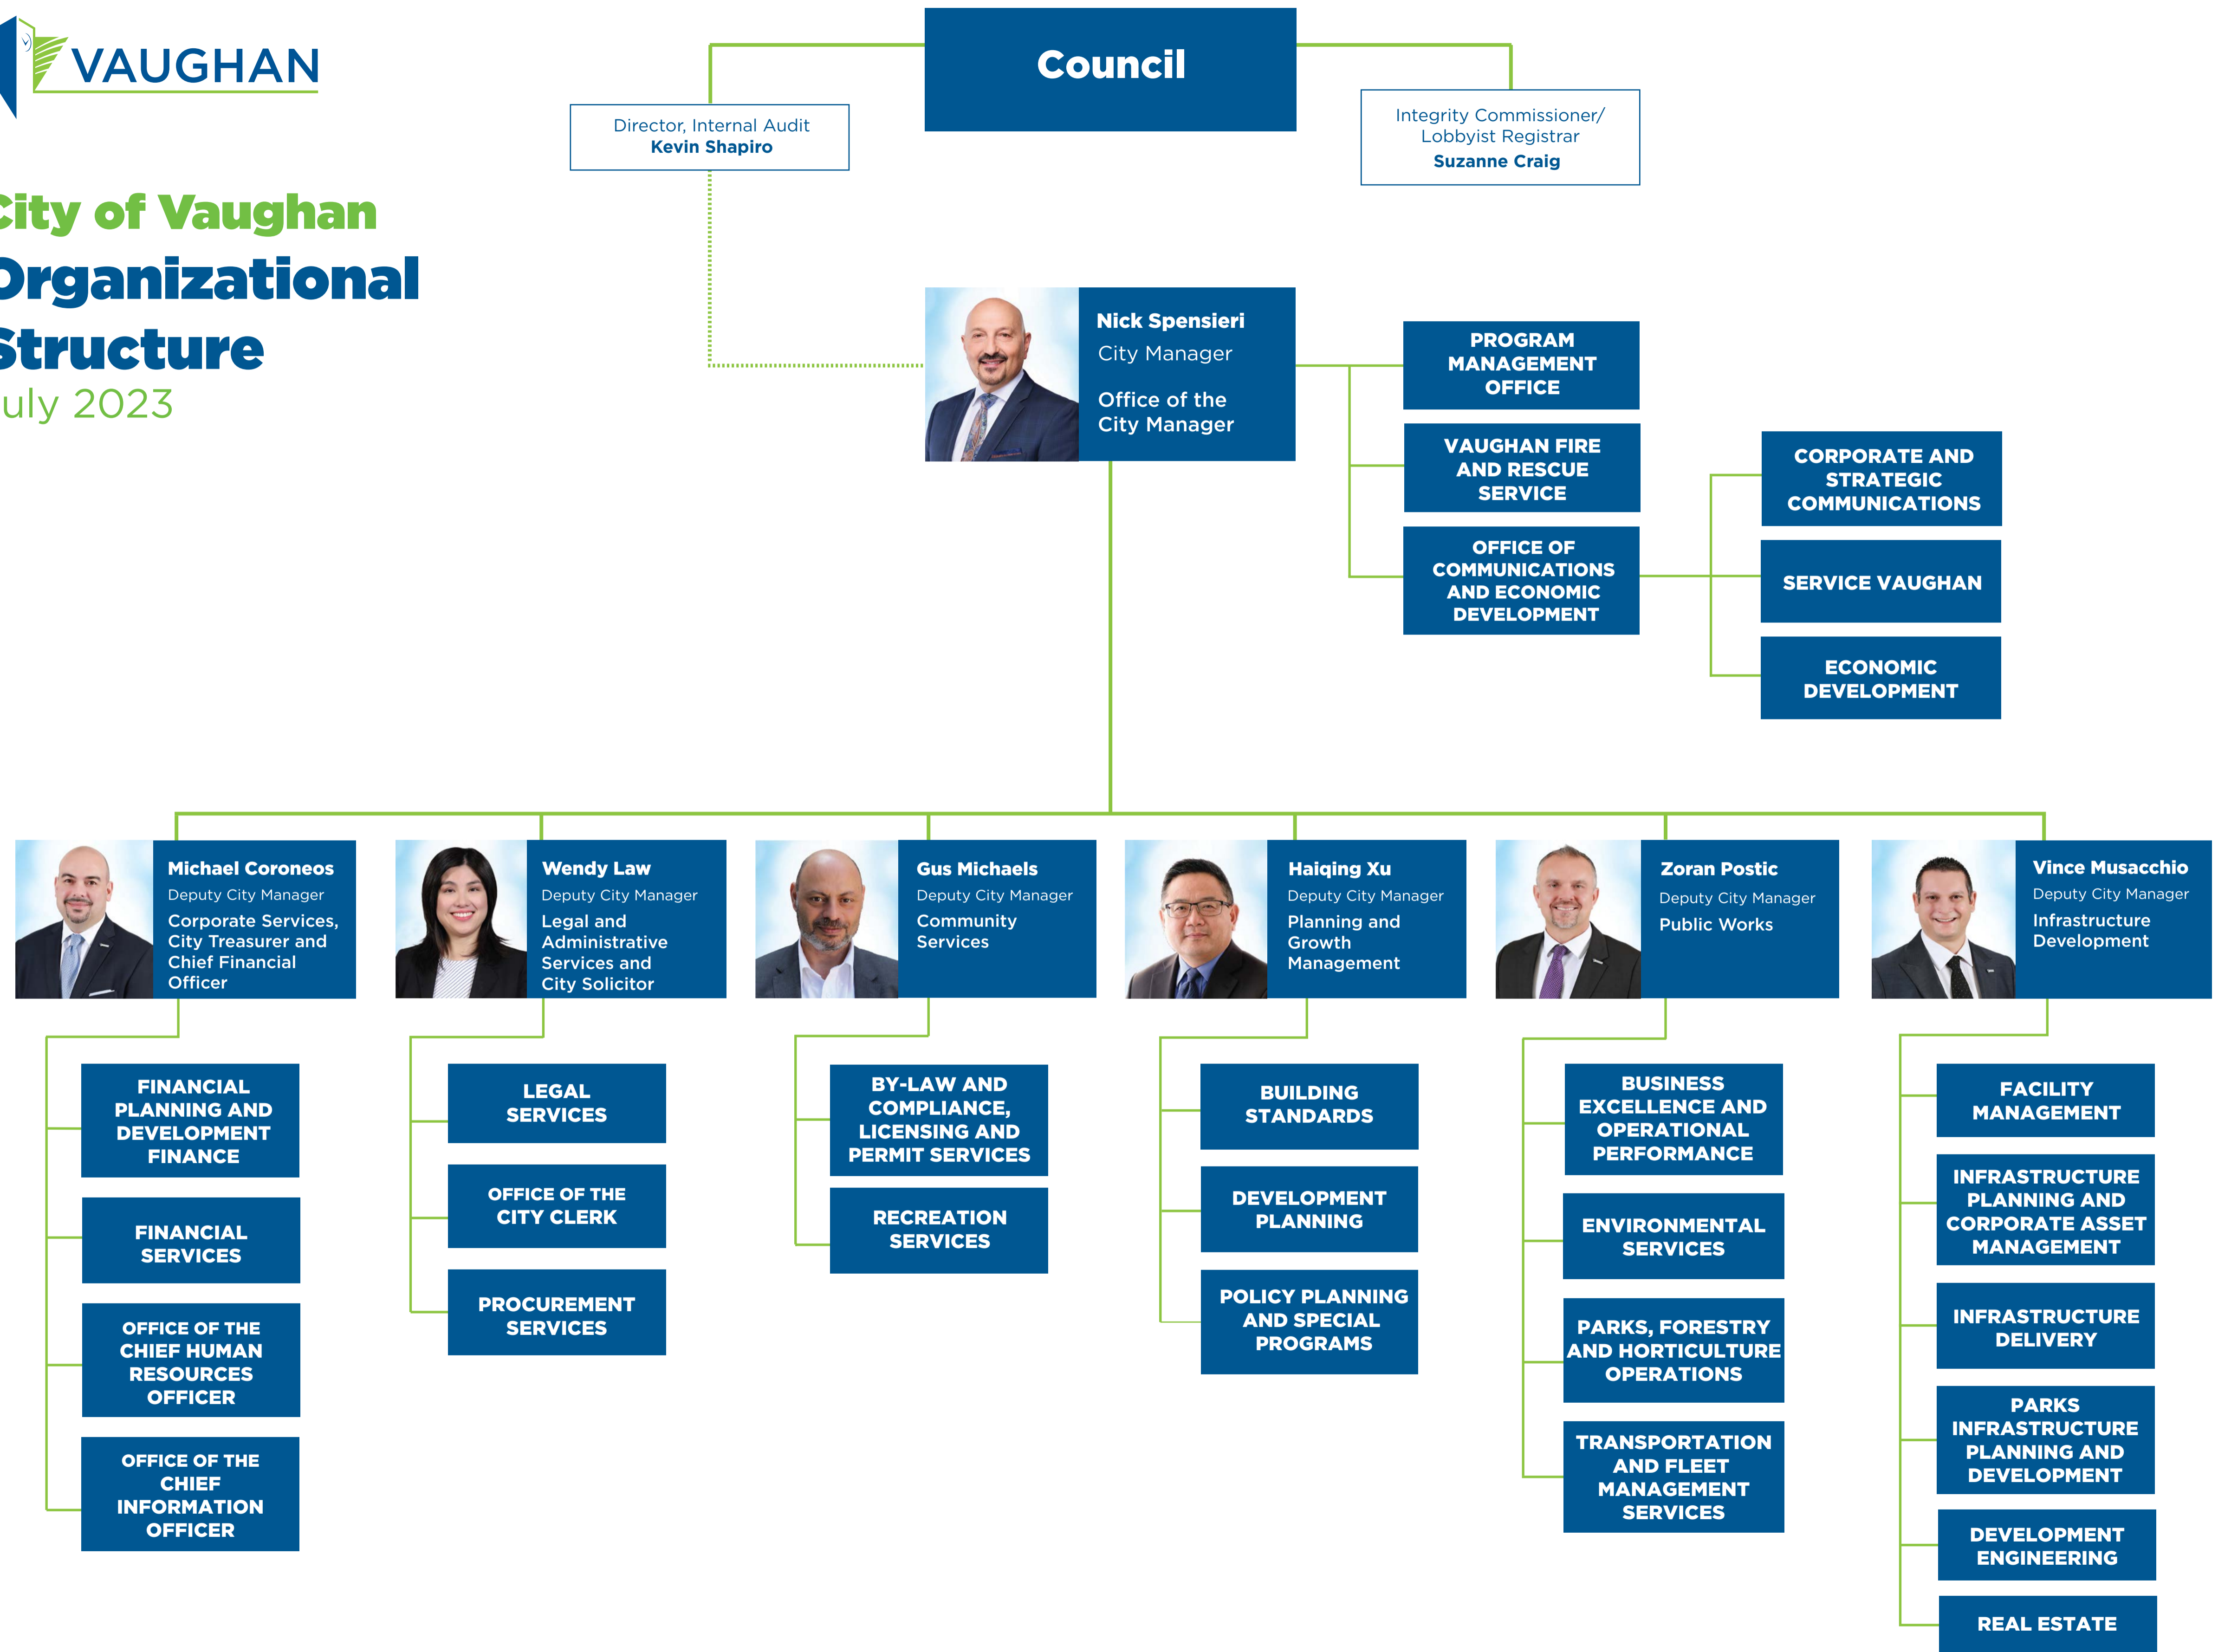 VAUGHAN
City of Vaughan
Organizational
Structure
July 2023
Council
Director, Internal Audit
Kevin Shapiro
Integrity Commissioner/
Lobbyist Registrar
Suzanne Craig
Nick Spensieri
City Manager
Office of the
City Manager
PROGRAM
MANAGEMENT
OFFICE
VAUGHAN FIRE
AND RESCUE
SERVICE
OFFICE OF
COMMUNICATIONS
AND ECONOMIC
DEVELOPMENT
CORPORATE AND
STRATEGIC
COMMUNICATIONS
SERVICE VAUGHAN
ECONOMIC
DEVELOPMENT
Michael Coroneos
Deputy City Manager
Corporate Services,
City Treasurer and
Chief Financial
Officer
FINANCIAL
PLANNING AND
DEVELOPMENT
FINANCE
FINANCIAL
SERVICES
OFFICE OF THE
CHIEF HUMAN
RESOURCES
OFFICER
OFFICE OF THE
CHIEF
INFORMATION
OFFICER
Wendy Law
Deputy City Manager
Legal and
Administrative
Services and
City Solicitor
LEGAL
SERVICES
OFFICE OF THE
CITY CLERK
PROCUREMENT
SERVICES
Gus Michaels
Deputy City Manager
Community
Services
BY-LAW AND
COMPLIANCE,
LICENSING AND
PERMIT SERVICES
RECREATION
SERVICES
Haiqing Xu
Deputy City Manager
Planning and
Growth
Management
BUILDING
STANDARDS
DEVELOPMENT
PLANNING
POLICY PLANNING
AND SPECIAL
PROGRAMS
Zoran Postic
Deputy City Manager
Public Works
BUSINESS
EXCELLENCE AND
OPERATIONAL
PERFORMANCE
ENVIRONMENTAL
SERVICES
PARKS, FORESTRY
AND HORTICULTURE
OPERATIONS
TRANSPORTATION
AND FLEET
MANAGEMENT
SERVICES
Vince Musacchio
Deputy City Manager
Infrastructure
Development
FACILITY
MANAGEMENT
INFRASTRUCTURE
PLANNING AND
CORPORATE ASSET
MANAGEMENT
INFRASTRUCTURE
DELIVERY
PARKS
INFRASTRUCTURE
PLANNING AND
DEVELOPMENT
DEVELOPMENT
ENGINEERING
REAL ESTATE